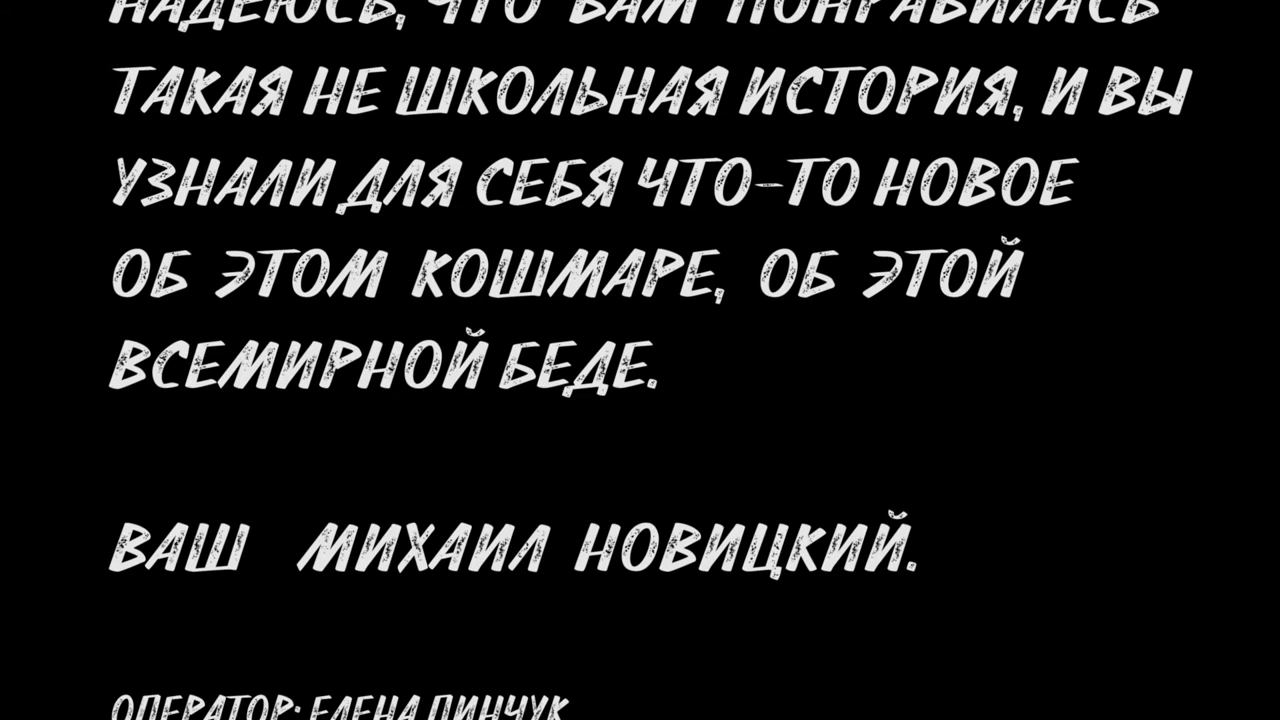 НАДЕЮСЬ, ЧТО ВАМ ПОНРАВИЛАСЬ
ТАКАЯ НЕ ШКОЛЬНАЯ ИСТОРИЯ, И ВЫ
УЗНАЛИ ДЛЯ СЕБЯ ЧТО-ТО НОВОЕ
ОБ ЭТОМ КОШМАРЕ, ОБ ЭТОЙ
ВСЕМИРНОЙ БЕДЕ.
ВАШ МИХАИЛ НОВИЦКИЙ.
ОПЕРАТОР: ЕЛЕНА ПИНЧУК